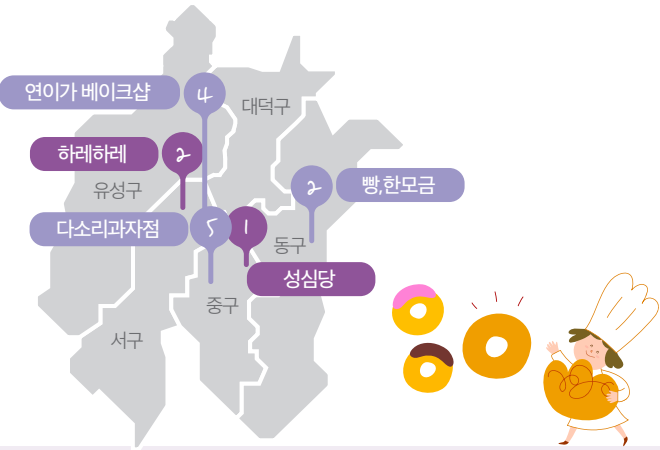 연이가 베이크샵
4
대덕구
하레하레
2
유성구
2
빵,한모금
다소리과자점
5
1
동구
성심당
중구
서구